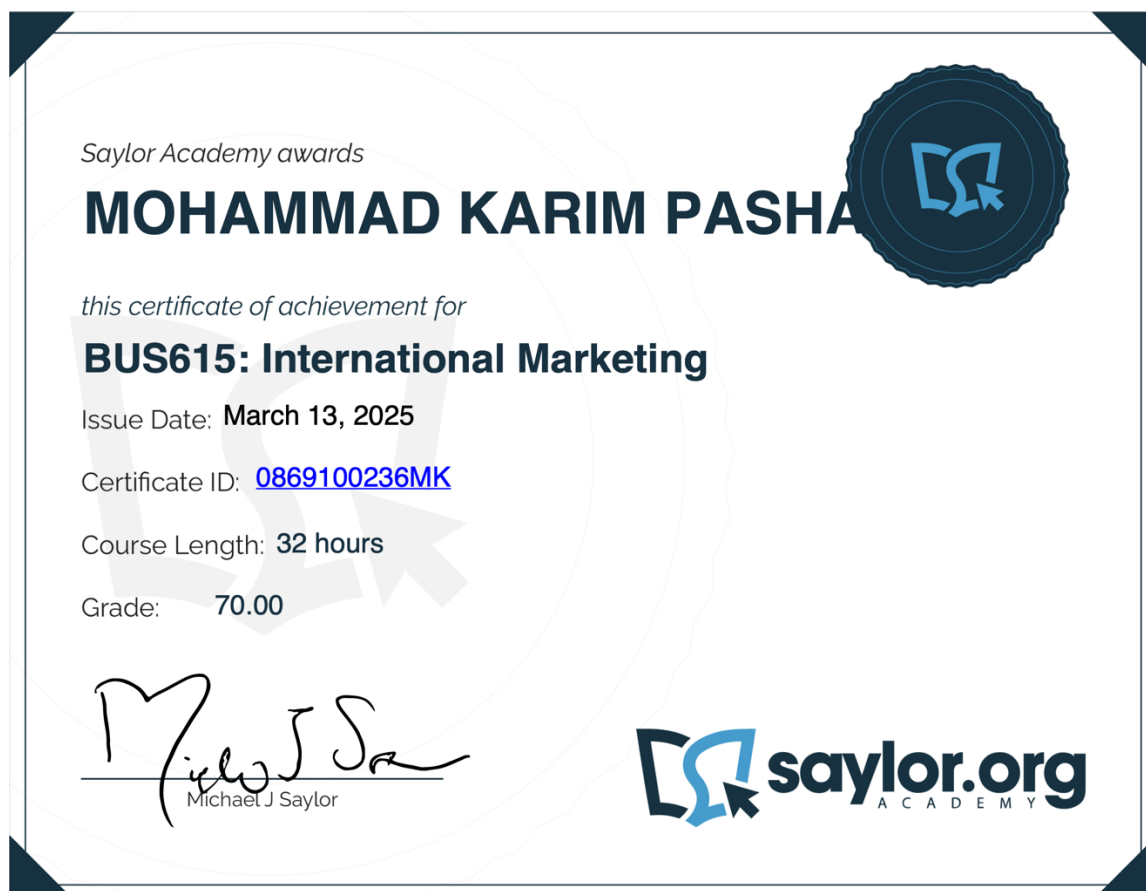 Saylor Academy awards
MOHAMMAD KARIM PASHA
this certificate of achievement for
BUS615: International Marketing
Issue Date: March 13, 2025
Certificate ID: 0869100236MK
Course Length: 32 hours
Grade: 70.00
Michael J Saylor
saylor.org
ACADEMY